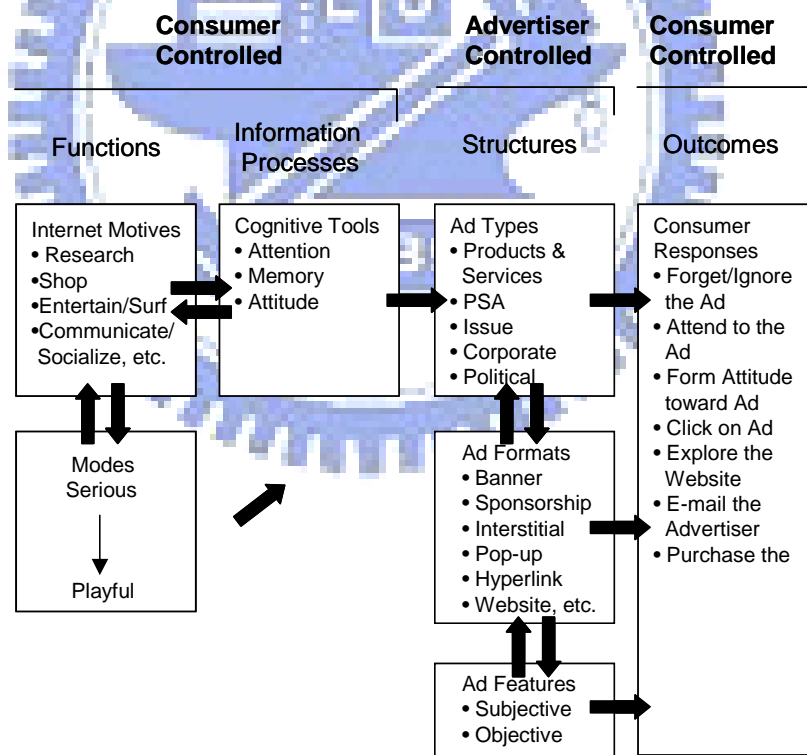 Consumer
Controlled
Advertiser
Controlled
Consumer
Controlled
Functions
Information
Processes
Structures
Outcomes
Internet Motives
• Research
•Shop
•Entertain/Surf
•Communicate/
Socialize, etc.
Cognitive Tools
• Attention
• Memory
• Attitude
Ad Types
• Products &
Services
• PSA
• Issue
• Corporate
• Political
Consumer
Responses
• Forget/Ignore
the Ad
• Attend to the
Ad
• Form Attitude
toward Ad
• Click on Ad
• Explore the
Website
• E-mail the
Advertiser
• Purchase the
Modes
Serious
Playful
Ad Formats
• Banner
• Sponsorship
• Interstitial
• Pop-up
• Hyperlink
• Website, etc.
Ad Features
• Subjective
• Objective